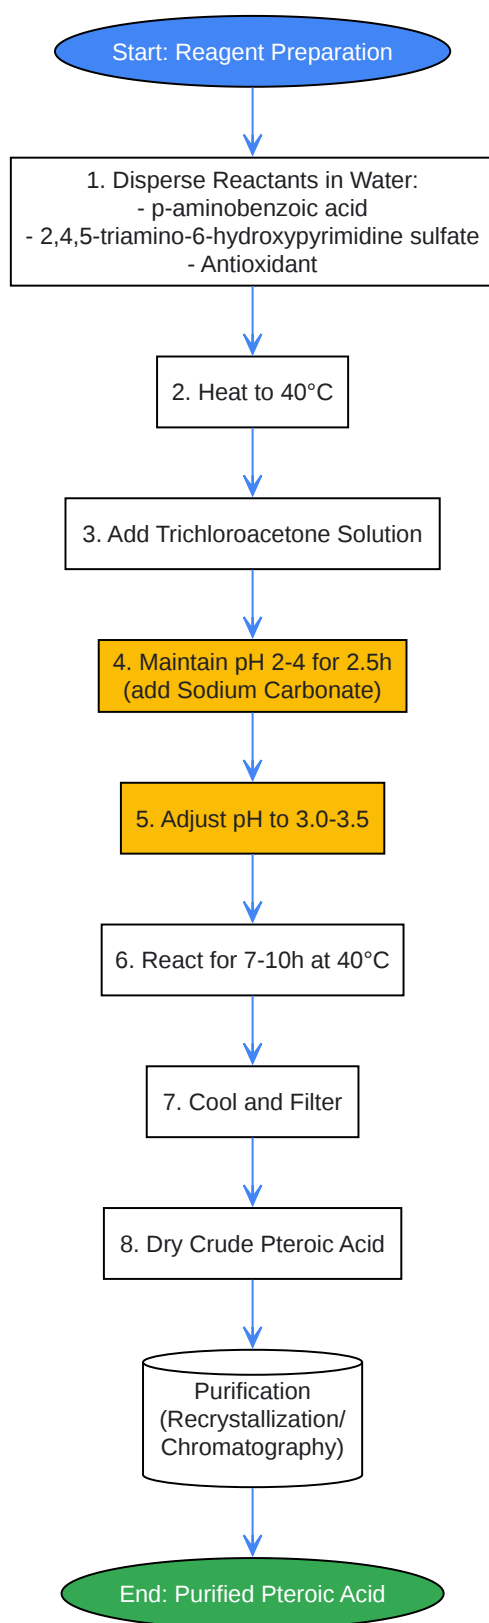 Start: Reagent Preparation
1. Disperse Reactants in Water:
- p-aminobenzoic acid
- 2,4,5-triamino-6-hydroxypyrimidine sulfate
- Antioxidant
2. Heat to 40°C
3. Add Trichloroacetone Solution
4. Maintain pH 2-4 for 2.5h
(add Sodium Carbonate)
5. Adjust pH to 3.0-3.5
6. React for 7-10h at 40°C
7. Cool and Filter
8. Dry Crude Pteroic Acid
Purification
(Recrystallization/
Chromatography)
End: Purified Pteroic Acid